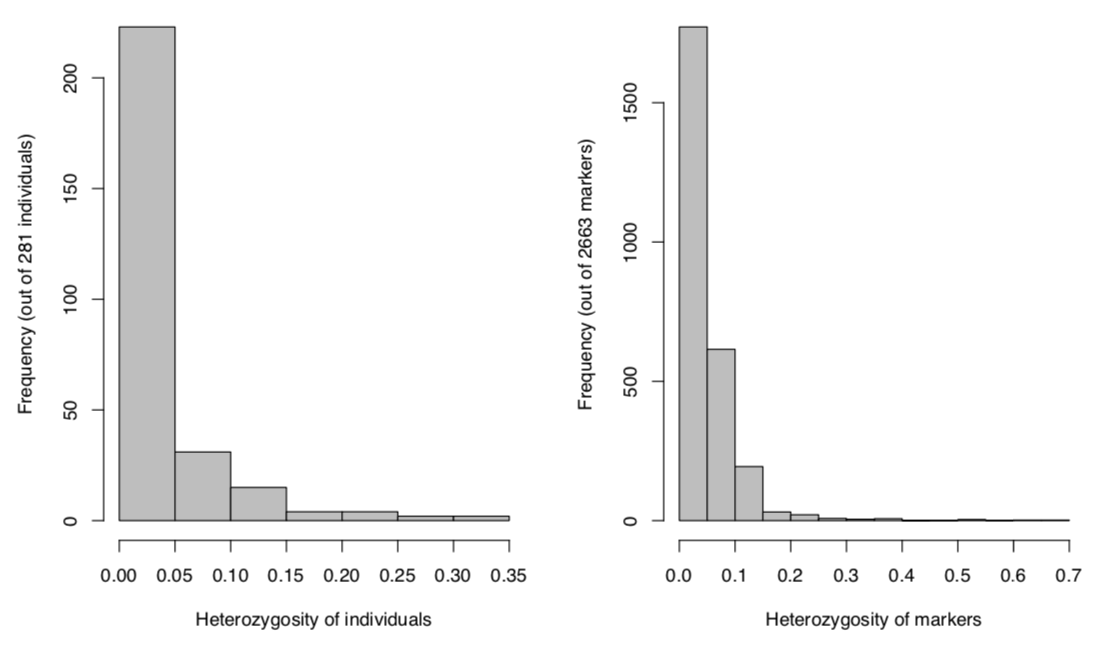 Frequency (out of 281 individuals)
200
150
100
50
0
0.00 0.05 0.10 0.15 0.20 0.25 0.30 0.35
Heterozygosity of individuals
Frequency (out of 2663 markers)
1500
1000
500
0
0.0 0.1 0.2 0.3 0.4 0.5 0.6 0.7
Heterozygosity of markers